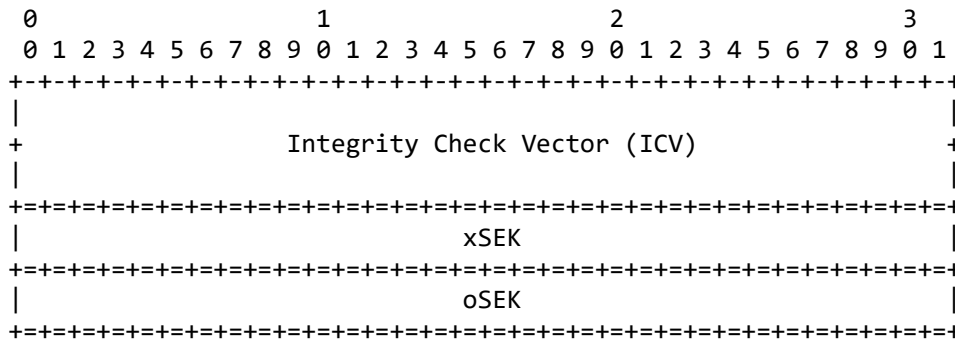 0                   1                   2                   3
 0 1 2 3 4 5 6 7 8 9 0 1 2 3 4 5 6 7 8 9 0 1 2 3 4 5 6 7 8 9 0 1
+-+-+-+-+-+-+-+-+-+-+-+-+-+-+-+-+-+-+-+-+-+-+-+-+-+-+-+-+-+-+-+-+
|                                                               |
+                  Integrity Check Vector (ICV)                 +
|                                                               |
+=+=+=+=+=+=+=+=+=+=+=+=+=+=+=+=+=+=+=+=+=+=+=+=+=+=+=+=+=+=+=+=+
|                              xSEK                             |
+=+=+=+=+=+=+=+=+=+=+=+=+=+=+=+=+=+=+=+=+=+=+=+=+=+=+=+=+=+=+=+=+
|                              oSEK                             |
+=+=+=+=+=+=+=+=+=+=+=+=+=+=+=+=+=+=+=+=+=+=+=+=+=+=+=+=+=+=+=+=+